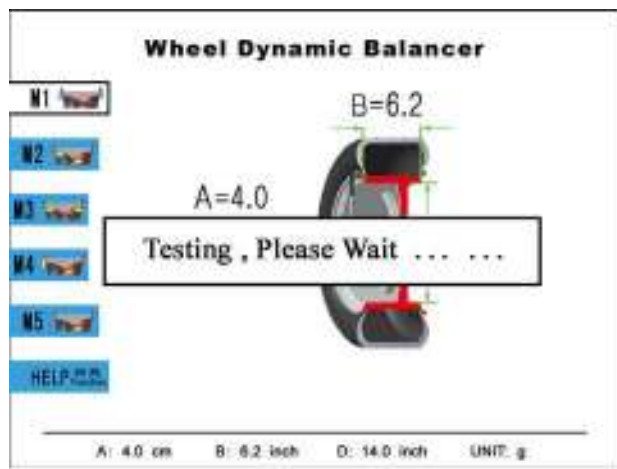 Wheel Dynamic Balancer
M1
B=6.2
M2
A=4.0
M3
Testing , Please Wait ... ...
M4
M5
HELP
A: 4.0 cm B: 6.2 inch D: 14.0 inch UNIT: g